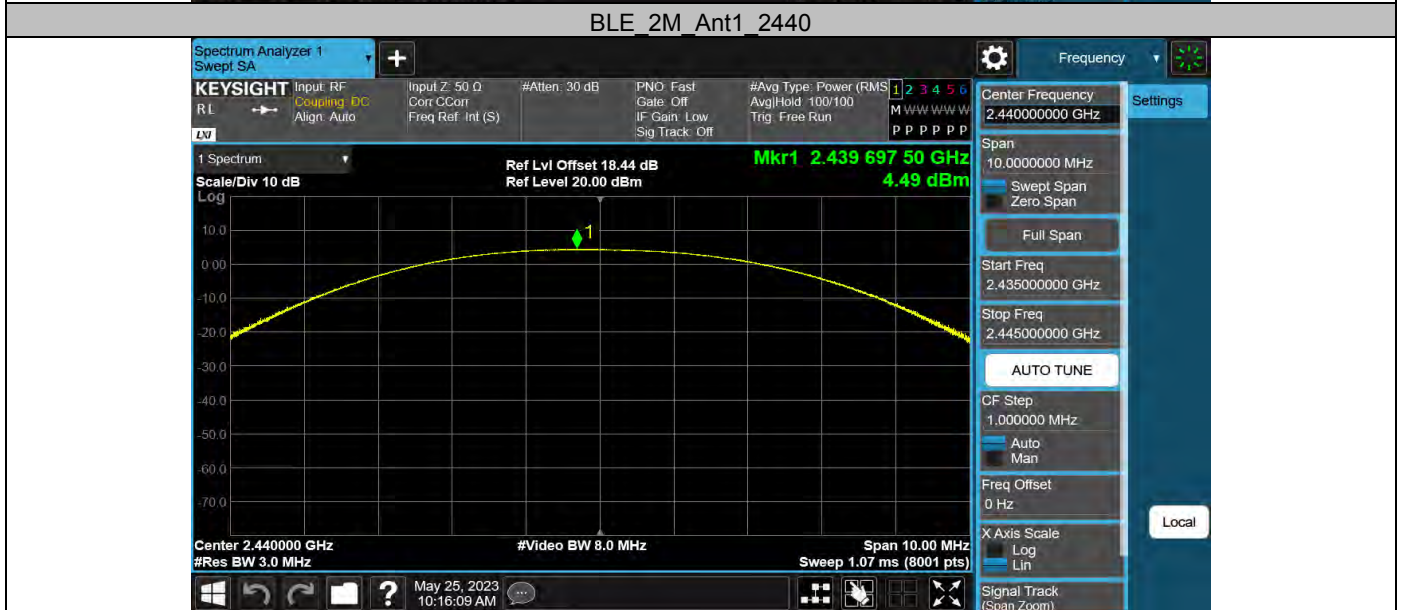 BLE_2M_Ant1_2440
Spectrum Analyzer 1
Swept SA
+
Frequency
KEYSIGHT
Input: RF
Coupling: DC
Align: Auto
Input Z: 50 Ω
Corr CCorr
Freq Ref: Int (S)
#Atten: 30 dB
PNO: Fast
Gate: Off
IF Gain: Low
Sig Track: Off
#Avg Type: Power (RMS
Avg|Hold: 100/100
Trig: Free Run
1 2 3 4 5 6
M W W W W W
P P P P P P
RL
LXI
Center Frequency
2.440000000 GHz
Settings
Span
10.0000000 MHz
Swept Span
Zero Span
Full Span
Start Freq
2.435000000 GHz
Stop Freq
2.445000000 GHz
AUTO TUNE
CF Step
1.000000 MHz
Auto
Man
Freq Offset
0 Hz
X Axis Scale
Log
Lin
Signal Track
(Span Zoom)
Local
1 Spectrum
Scale/Div 10 dB
Log
Ref Lvl Offset 18.44 dB
Ref Level 20.00 dBm
Mkr1 2.439 697 50 GHz
4.49 dBm
1
10.0
0.00
-10.0
-20.0
-30.0
-40.0
-50.0
-60.0
-70.0
Center 2.440000 GHz
#Video BW 8.0 MHz
Span 10.00 MHz
#Res BW 3.0 MHz
Sweep 1.07 ms (8001 pts)
?
May 25, 2023
10:16:09 AM